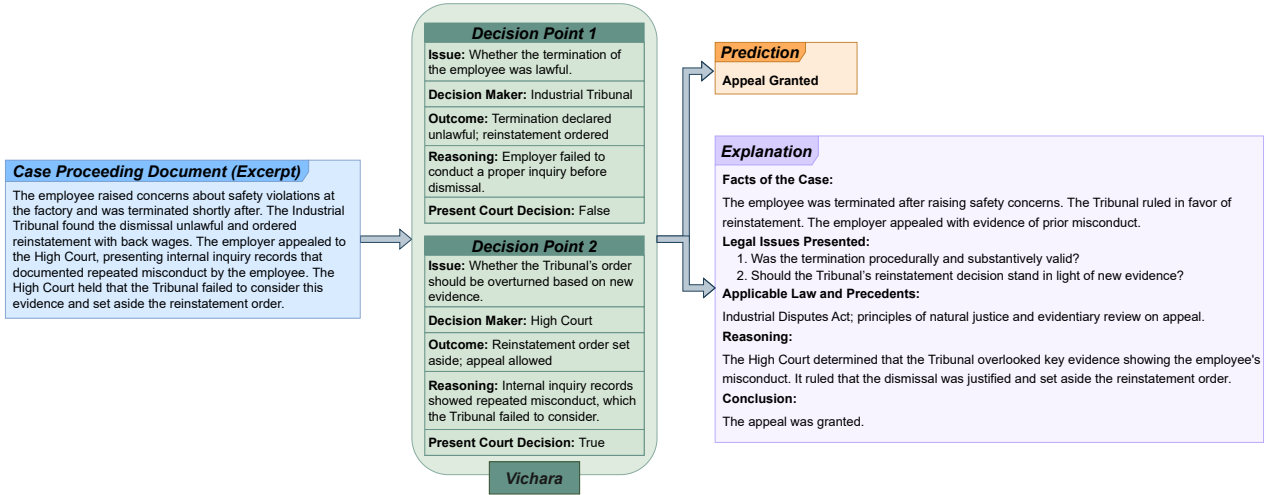 Case Proceeding Document (Excerpt)
The employee raised concerns about safety violations at
the factory and was terminated shortly after. The Industrial
Tribunal found the dismissal unlawful and ordered
reinstatement with back wages. The employer appealed to
the High Court, presenting internal inquiry records that
documented repeated misconduct by the employee. The
High Court held that the Tribunal failed to consider this
evidence and set aside the reinstatement order.
Decision Point 1
Issue: Whether the termination of
the employee was lawful.
Decision Maker: Industrial Tribunal
Outcome: Termination declared
unlawful; reinstatement ordered
Reasoning: Employer failed to
conduct a proper inquiry before
dismissal.
Present Court Decision: False
Decision Point 2
Issue: Whether the Tribunal's order
should be overturned based on new
evidence.
Decision Maker: High Court
Outcome: Reinstatement order set
aside; appeal allowed
Reasoning: Internal inquiry records
showed repeated misconduct, which
the Tribunal failed to consider.
Present Court Decision: True
Vichara
Prediction
Appeal Granted
Explanation
Facts of the Case:
The employee was terminated after raising safety concerns. The Tribunal ruled in favor of
reinstatement. The employer appealed with evidence of prior misconduct.
Legal Issues Presented:
1. Was the termination procedurally and substantively valid?
2. Should the Tribunal's reinstatement decision stand in light of new evidence?
Applicable Law and Precedents:
Industrial Disputes Act; principles of natural justice and evidentiary review on appeal.
Reasoning:
The High Court determined that the Tribunal overlooked key evidence showing the employee's
misconduct. It ruled that the dismissal was justified and set aside the reinstatement order.
Conclusion:
The appeal was granted.